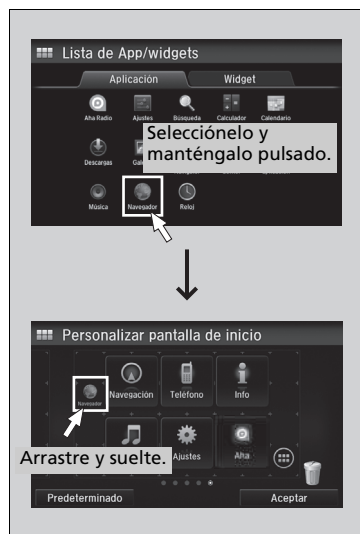 Lista de App/widgets
Aplicación Widget
Aha Radio Ajustes Búsqueda Calculador Calendario
Selecciónelo y
manténgalo pulsado.
Descargas
Música Navegador Reloj
Personalizar pantalla de inicio
Navegador Navegación Teléfono Info
Arrastre y suelte.
Ajustes Aha
Predeterminado Aceptar